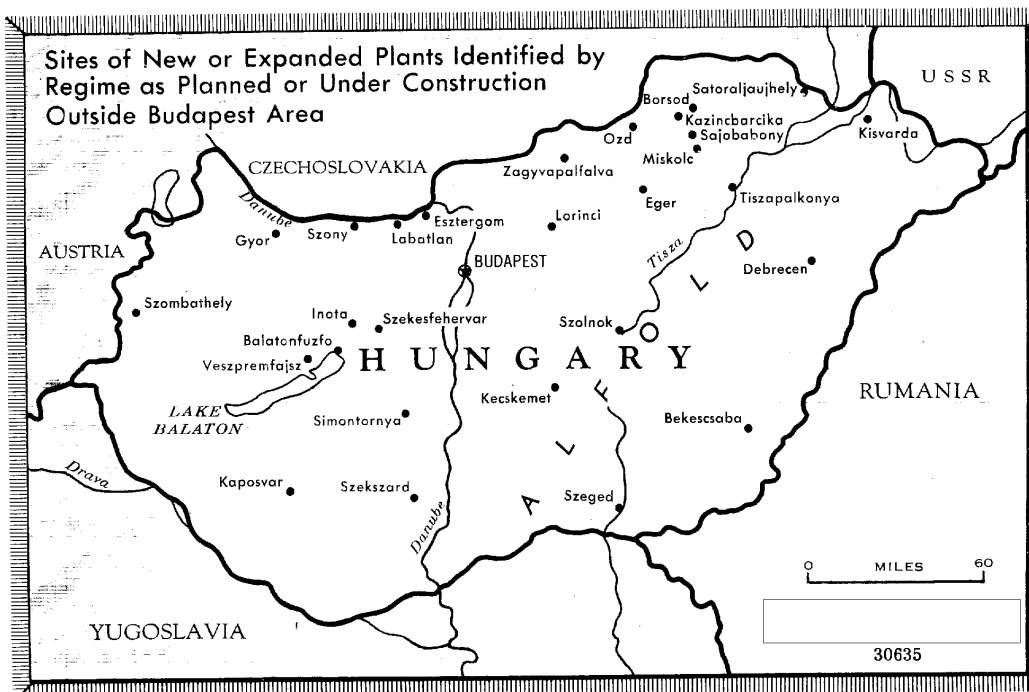 Sites of New or Expanded Plants Identified by
Regime as Planned or Under Construction
Outside Budapest Area
USSR
Satoraljaujhely
Borsod
Kazincbarcika
Ozd
Sajobabony
Kisvarda
Miskolc
CZECHOSLOVAKIA
Zagyvapalfalva
Eger
Tiszapalkonya
Danube
Esztergom
Lorinci
Gyor
Szony
Labatlan
AUSTRIA
BUDAPEST
Tisza
Debrecen
Szombathely
Inota
Szekesfehervar
Szolnok
Balatonfuzfo
HUNGARY
Veszpremfajsz
ALFOLD
RUMANIA
Kecskemet
LAKE
BALATON
Simontornya
Bekescsaba
Drava
Kaposvar
Szekszard
Szeged
Danube
0 MILES 60
YUGOSLAVIA
30635